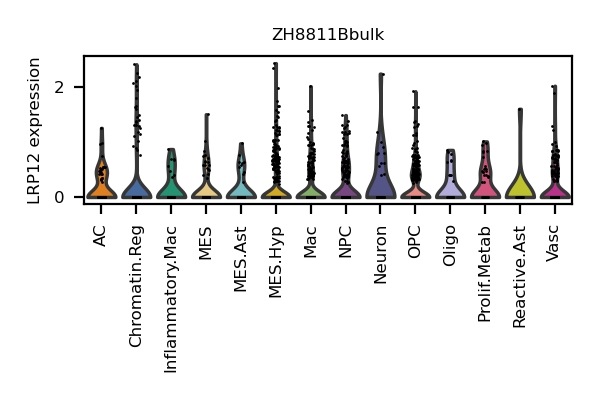 ZH8811Bbulk
LRP12 expression
2
0
AC
Chromatin.Reg
Inflammatory.Mac
MES
MES.Ast
MES.Hyp
Mac
NPC
Neuron
OPC
Oligo
Prolif.Metab
Reactive.Ast
Vasc